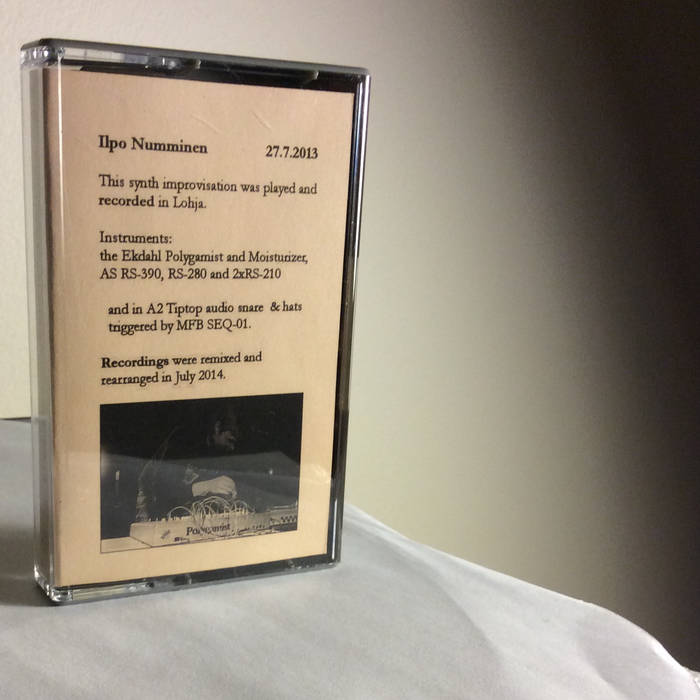 Ilpo Numminen 27.7.2013
This synth improvisation was played and
recorded in Lohja.
Instruments:
the Ekdahl Polygamist and Moisturizer,
AS RS-390, RS-280 and 2xRS-210
and in A2 Tiptop audio snare & hats
triggered by MFB SEQ-01.
Recordings were remixed and
rearranged in July 2014.
Polygamist